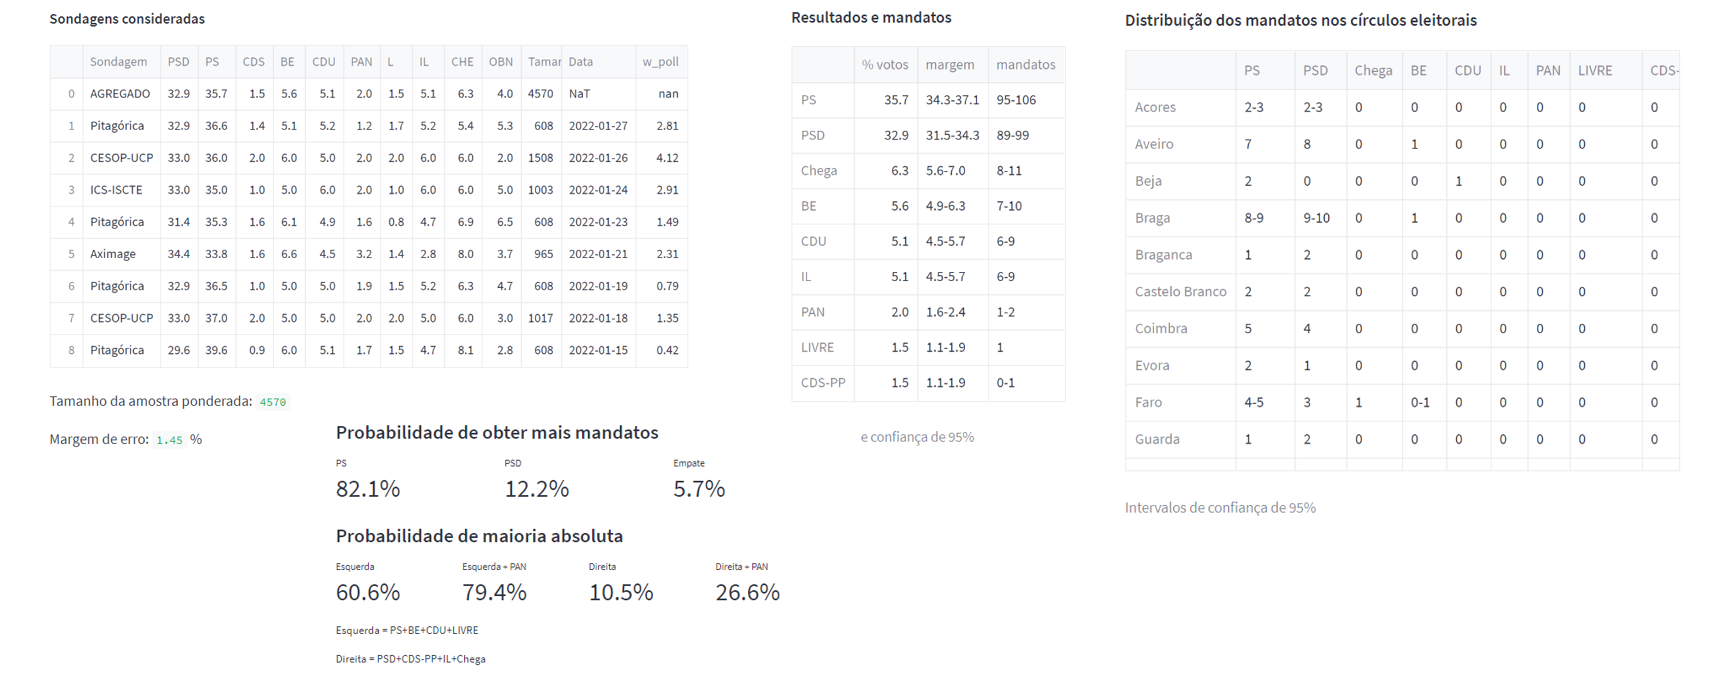 Sondagens consideradas
Sondagem PSD PS CDS BE CDU PAN L IL CHE OBN Tamar Data w_poll
0 AGREGADO 32.9 35.7 1.5 5.6 5.1 2.0 1.5 5.1 6.3 4.0 4570 NaT nan
1 Pitagórica 32.9 36.6 1.4 5.1 5.2 1.2 1.7 5.2 5.4 5.3 608 2022-01-27 2.81
2 CESOP-UCP 33.0 36.0 2.0 6.0 5.0 2.0 2.0 6.0 6.0 2.0 1508 2022-01-26 4.12
3 ICS-ISCTE 33.0 35.0 1.0 5.0 6.0 2.0 1.0 6.0 6.0 5.0 1003 2022-01-24 2.91
4 Pitagórica 31.4 35.3 1.6 6.1 4.9 1.6 0.8 4.7 6.9 6.5 608 2022-01-23 1.49
5 Aximage 34.4 33.8 1.6 6.6 4.5 3.2 1.4 2.8 8.0 3.7 965 2022-01-21 2.31
6 Pitagórica 32.9 36.5 1.0 5.0 5.0 1.9 1.5 5.2 6.3 4.7 608 2022-01-19 0.79
7 CESOP-UCP 33.0 37.0 2.0 5.0 5.0 2.0 2.0 5.0 6.0 3.0 1017 2022-01-18 1.35
8 Pitagórica 29.6 39.6 0.9 6.0 5.1 1.7 1.5 4.7 8.1 2.8 608 2022-01-15 0.42
Tamanho da amostra ponderada: 4570
Margem de erro: 1.45 %
Probabilidade de obter mais mandatos
PS PSD Empate
82.1% 12.2% 5.7%
Probabilidade de maioria absoluta
Esquerda Esquerda + PAN Direita Direita + PAN
60.6% 79.4% 10.5% 26.6%
Esquerda = PS+BE+CDU+LIVRE
Direita = PSD+CDS-PP+IL+Chega
Resultados e mandatos
% votos margem mandatos
PS 35.7 34.3-37.1 95-106
PSD 32.9 31.5-34.3 89-99
Chega 6.3 5.6-7.0 8-11
BE 5.6 4.9-6.3 7-10
CDU 5.1 4.5-5.7 6-9
IL 5.1 4.5-5.7 6-9
PAN 2.0 1.6-2.4 1-2
LIVRE 1.5 1.1-1.9 1
CDS-PP 1.5 1.1-1.9 0-1
e confiança de 95%
Distribuição dos mandatos nos círculos eleitorais
PS PSD Chega BE CDU IL PAN LIVRE CDS-
Acores 2-3 2-3 0 0 0 0 0 0 0
Aveiro 7 8 0 1 0 0 0 0 0
Beja 2 0 0 0 1 0 0 0 0
Braga 8-9 9-10 0 1 0 0 0 0 0
Braganca 1 2 0 0 0 0 0 0 0
Castelo Branco 2 2 0 0 0 0 0 0 0
Coimbra 5 4 0 0 0 0 0 0 0
Evora 2 1 0 0 0 0 0 0 0
Faro 4-5 3 1 0-1 0 0 0 0 0
Guarda 1 2 0 0 0 0 0 0 0
Intervalos de confiança de 95%